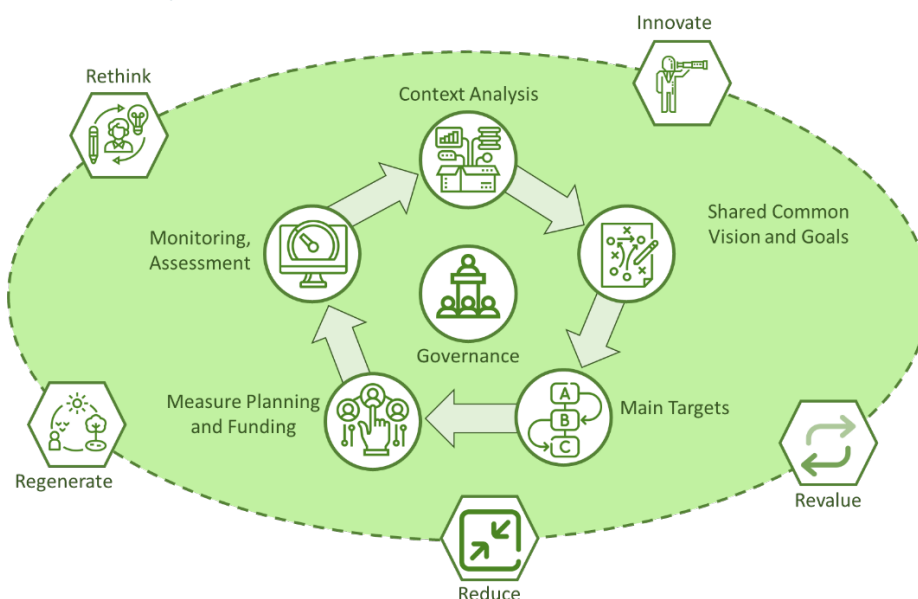 Innovate
Rethink
Context Analysis
Shared Common
Vision and Goals
Monitoring,
Assessment
Governance
Measure Planning
and Funding
Main Targets
A
B
C
Regenerate
Revalue
Reduce